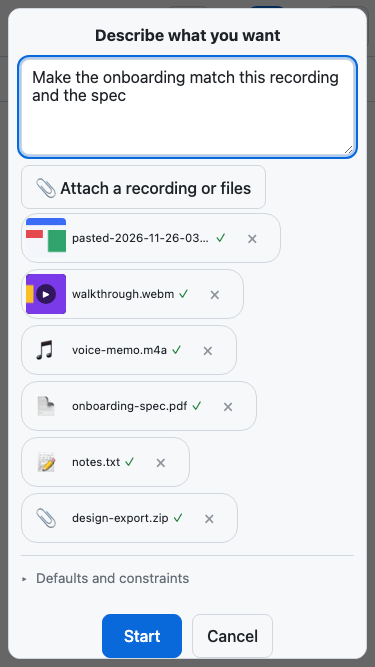 Describe what you want
Make the onboarding match this recording
and the spec
Attach a recording or files
pasted-2026-11-26-03... ✓ ×
walkthrough.webm ✓ ×
voice-memo.m4a ✓ ×
onboarding-spec.pdf ✓ ×
notes.txt ✓ ×
design-export.zip ✓ ×
Defaults and constraints
Start Cancel